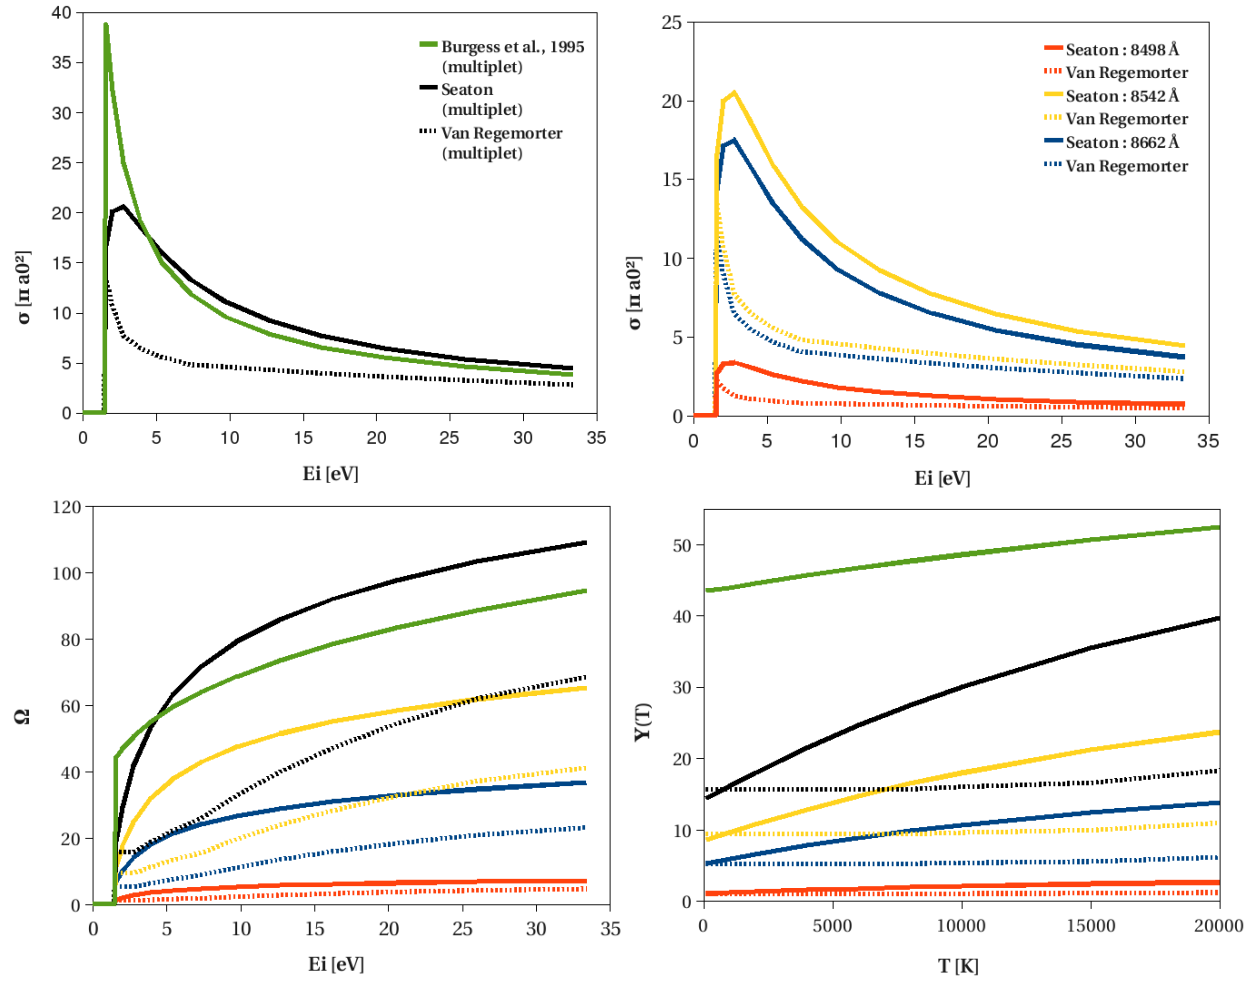 40
35
30
25
20
15
10
5
0
σ [π a0²]
Burgess et al., 1995
(multiplet)
Seaton
(multiplet)
Van Regemorter
(multiplet)
0 5 10 15 20 25 30 35
Ei [eV]
25
20
15
10
5
0
σ [π a0²]
Seaton : 8498 Å
Van Regemorter
Seaton : 8542 Å
Van Regemorter
Seaton : 8662 Å
Van Regemorter
0 5 10 15 20 25 30 35
Ei [eV]
120
100
80
60
40
20
0
Ω
0 5 10 15 20 25 30 35
Ei [eV]
50
40
30
20
10
0
Υ(T)
0 5000 10000 15000 20000
T [K]